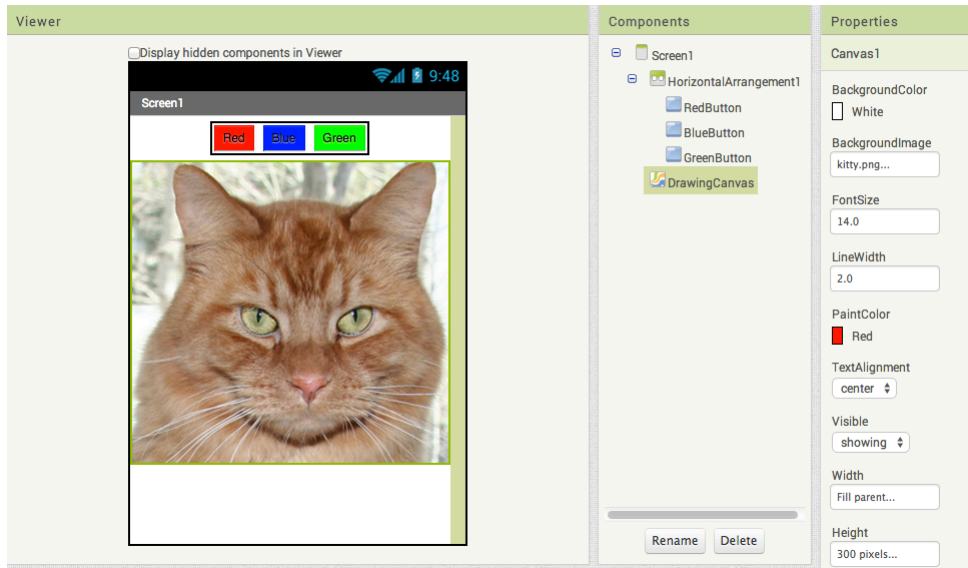 Viewer
Display hidden components in Viewer
9:48
Screen1
Red Blue Green
Components
Screen1
HorizontalArrangement1
RedButton
BlueButton
GreenButton
DrawingCanvas
Rename Delete
Properties
Canvas1
BackgroundColor
White
BackgroundImage
kitty.png...
FontSize
14.0
LineWidth
2.0
PaintColor
Red
TextAlignment
center
Visible
showing
Width
Fill parent...
Height
300 pixels...